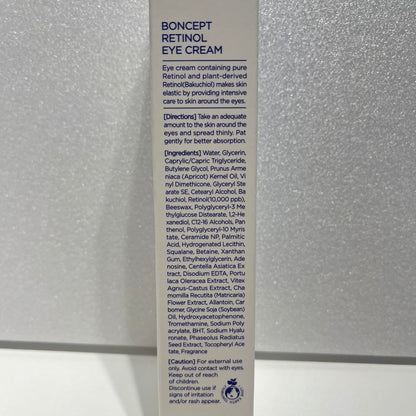 BONCEPT
RETINOL
EYE CREAM
Eye cream containing pure
Retinol and plant-derived
Retinol(Bakuchiol) makes skin
elastic by providing intensive
care to skin around the eyes.
[Directions] Take an adequate
amount to the skin around the
eyes and spread thinly. Pat
gently for better absorption.
[Ingredients] Water, Glycerin,
Caprylic/Capric Triglyceride,
Butylene Glycol, Prunus Arme
niaca (Apricot) Kernel Oil, Vi
nyl Dimethicone, Glyceryl Ste
arate SE, Cetearyl Alcohol, Ba
kuchiol, Retinol(10,000 ppb),
Beeswax, Polyglyceryl-3 Me
thylglucose Distearate, 1,2-He
xanediol, C12-16 Alcohols, Pan
thenol, Polyglyceryl-10 Myris
tate, Ceramide NP, Palmitic
Acid, Hydrogenated Lecithin,
Squalane, Betaine, Xanthan
Gum, Ethylhexylglycerin, Ade
nosine, Centella Asiatica Ext
ract, Disodium EDTA, Portu
laca Oleracea Extract, Vitex
Agnus-Castus Extract, Cha
momilla Recutita (Matricaria)
Flower Extract, Allantoin, Car
bomer, Glycine Soja (Soybean)
Oil, Hydroxyacetophenone,
Tromethamine, Sodium Poly
acrylate, BHT, Sodium Hyalu
ronate, Phaseolus Radiatus
Seed Extract, Tocopheryl Ace
tate, Fragrance
[Caution] For external use
only. Avoid contact with eyes.
Keep out of reach
of children.
Discontinue use if
signs of irritation
and/or rash appear.